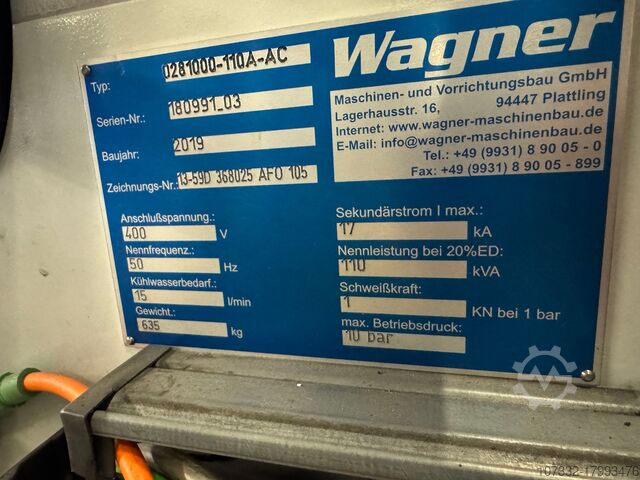 Typ: 0281000-110A-AC
Serien-Nr.: 180991_03
Baujahr: 2019
Zeichnungs-Nr.: 13-59D 368025 AFO 105
Wagner
Maschinen- und Vorrichtungsbau GmbH
Lagerhausstr. 16, 94447 Plattling
Internet: www.wagner-maschinenbau.de
E-Mail: info@wagner-maschinenbau.de
Tel.: +49 (9931) 8 90 05 - 0
Fax: +49 (9931) 8 90 05 - 899
Anschlußspannung.:
400 V
Nennfrequenz.:
50 Hz
Kühlwasserbedarf.:
15 l/min
Gewicht.:
635 kg
Sekundärstrom I max.:
17 kA
Nennleistung bei 20%ED:
110 kVA
Schweißkraft:
1 KN bei 1 bar
max. Betriebsdruck:
10 bar
107332-17993476